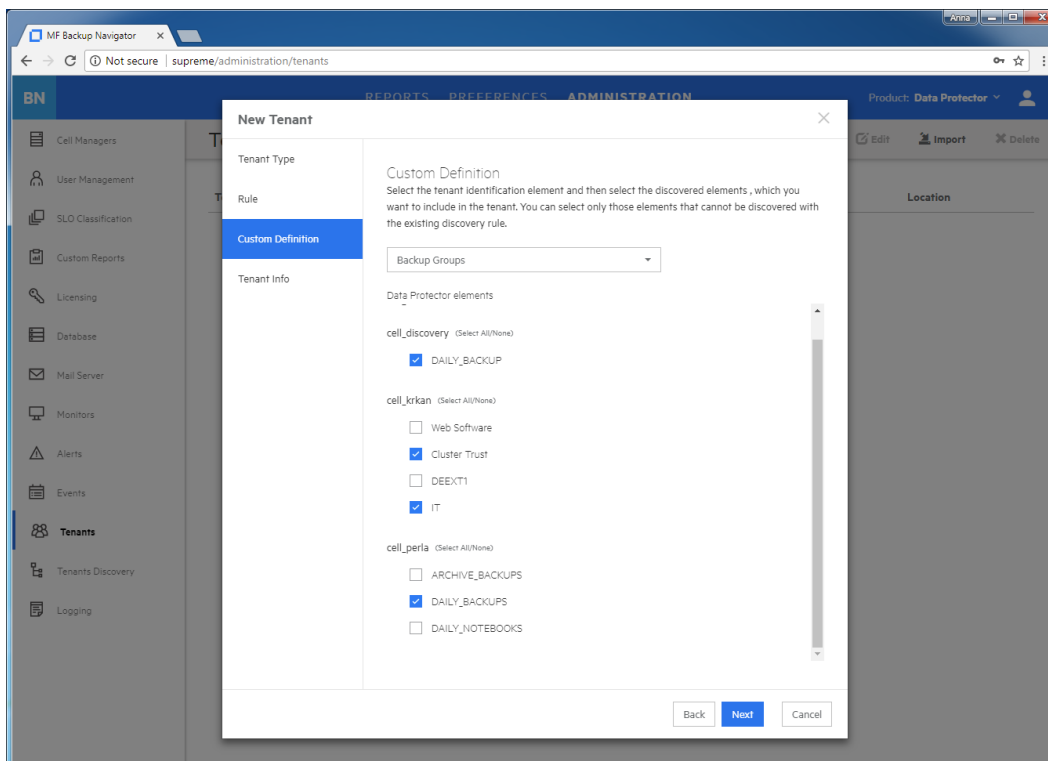 Anna
MF Backup Navigator
Not secure | supreme/administration/tenants
BN
REPORTS PREFERENCES ADMINISTRATION
Product: Data Protector
Edit Import Delete
Location
Cell Managers
User Management
SLO Classification
Custom Reports
Licensing
Database
Mail Server
Monitors
Alerts
Events
Tenants
Tenants Discovery
Logging
New Tenant
Tenant Type
Rule
Custom Definition
Tenant Info
Custom Definition
Select the tenant identification element and then select the discovered elements , which you
want to include in the tenant. You can select only those elements that cannot be discovered with
the existing discovery rule.
Backup Groups
Data Protector elements
cell_discovery (Select All/None)
DAILY_BACKUP
cell_krkan (Select All/None)
Web Software
Cluster Trust
DEEXT1
IT
cell_perla (Select All/None)
ARCHIVE_BACKUPS
DAILY_BACKUPS
DAILY_NOTEBOOKS
Back Next Cancel